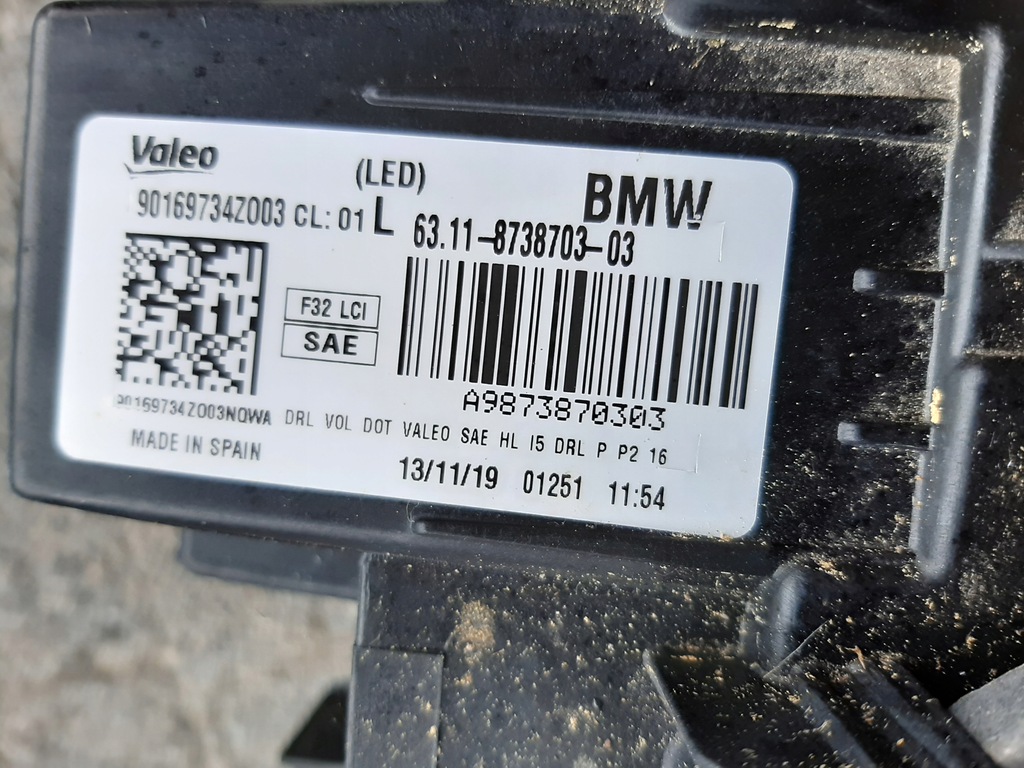 Valeo
(LED)
BMW
90169734Z003 CL: 01 L 63.11-8738703-03
F32 LCI
SAE
A9873870303
90169734Z003NQWA DRL VOL DOT VALEO SAE HL I5 DRL P P2 16
MADE IN SPAIN
13/11/19 01251 11:54